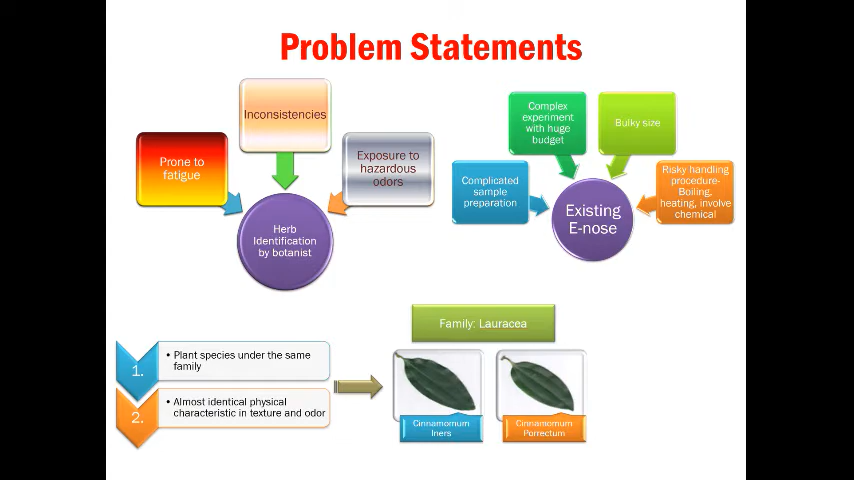 Problem Statements
Inconsistencies
Prone to
fatigue
Exposure to
hazardous
odors
Herb
Identification
by botanist
Complex
experiment
with huge
budget
Bulky size
Complicated
sample
preparation
Risky handling
procedure-
Boiling,
heating, involve
chemical
Existing
E-nose
1.
• Plant species under the same
family
2.
• Almost identical physical
characteristic in texture and odor
Family: Lauracea
Cinnamomum
Iners
Cinnamomum
Porrectum